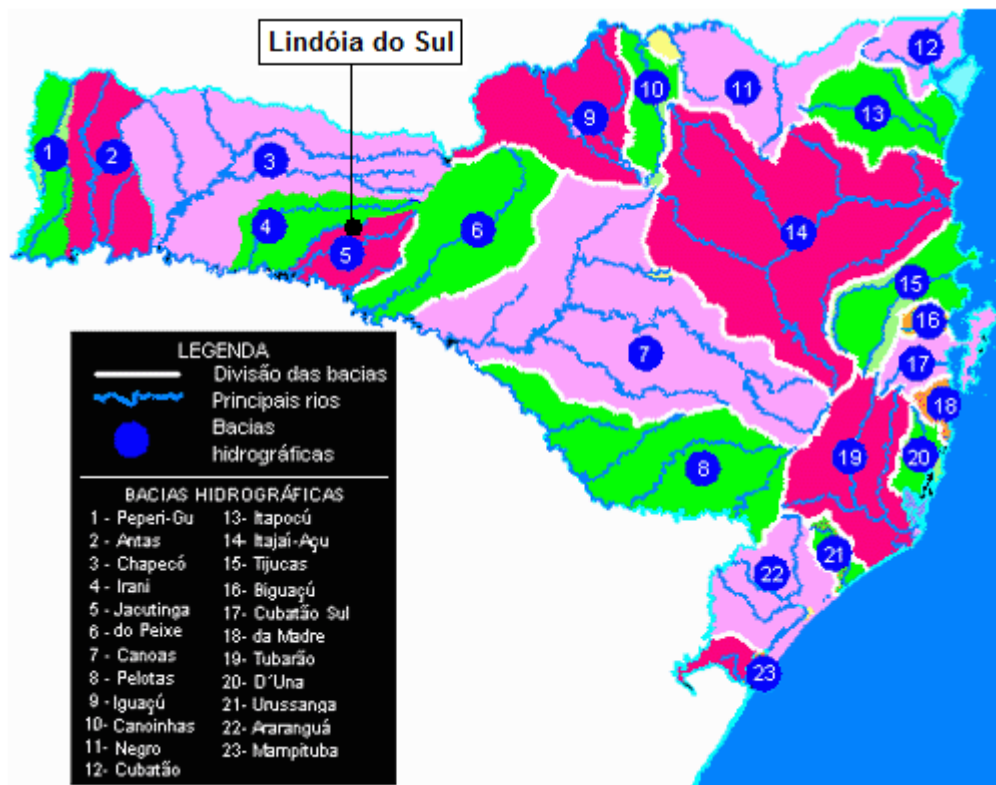 Lindóia do Sul
1
2
3
4
5
6
7
8
9
10
11
12
13
14
15
16
17
18
19
20
21
22
23
LEGENDA
Divisão das bacias
Principais rios
Bacias
hidrográficas
BACIAS HIDROGRÁFICAS
1 - Peperi-Gu
2 - Antas
3 - Chapecó
4 - Irani
5 - Jacutinga
6 - do Peixe
7 - Canoas
8 - Pelotas
9 - Iguaçú
10- Canoinhas
11- Negro
12- Cubatão
13- Itapocú
14- Itajaí-Açu
15- Tijucas
16- Biguaçú
17- Cubatão Sul
18- da Madre
19- Tubarão
20- D´Una
21- Urussanga
22- Araranguá
23- Mampituba